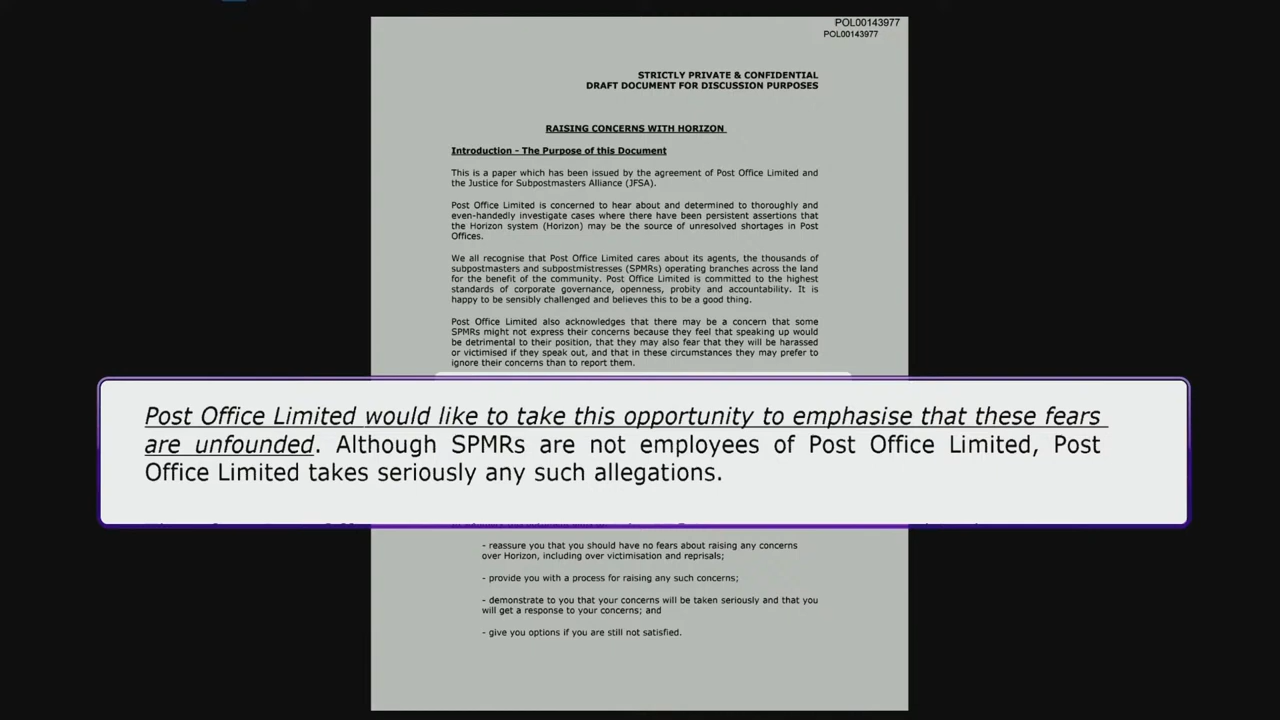 POL00143977
POL00143977
STRICTLY PRIVATE & CONFIDENTIAL
DRAFT DOCUMENT FOR DISCUSSION PURPOSES
RAISING CONCERNS WITH HORIZON
Introduction - The Purpose of this Document
This is a paper which has been issued by the agreement of Post Office Limited and
the Justice for Subpostmasters Alliance (JFSA).
Post Office Limited is concerned to hear about and determined to thoroughly and
even-handedly investigate cases where there have been persistent assertions that
the Horizon system (Horizon) may be the source of unresolved shortages in Post
Offices.
We all recognise that Post Office Limited cares about its agents, the thousands of
subpostmasters and subpostmistresses (SPMRs) operating branches across the land
for the benefit of the community. Post Office Limited is committed to the highest
standards of corporate governance, openness, probity and accountability. It is
happy to be sensibly challenged and believes this to be a good thing.
Post Office Limited also acknowledges that there may be a concern that some
SPMRs might not express their concerns because they feel that speaking up would
be detrimental to their position, that they may also fear that they will be harassed
or victimised if they speak out, and that in these circumstances they may prefer to
ignore their concerns than to report them.
Post Office Limited would like to take this opportunity to emphasise that these fears
are unfounded. Although SPMRs are not employees of Post Office Limited, Post
Office Limited takes seriously any such allegations.
- reassure you that you should have no fears about raising any concerns
over Horizon, including over victimisation and reprisals;
- provide you with a process for raising any such concerns;
- demonstrate to you that your concerns will be taken seriously and that you
will get a response to your concerns; and
- give you options if you are still not satisfied.